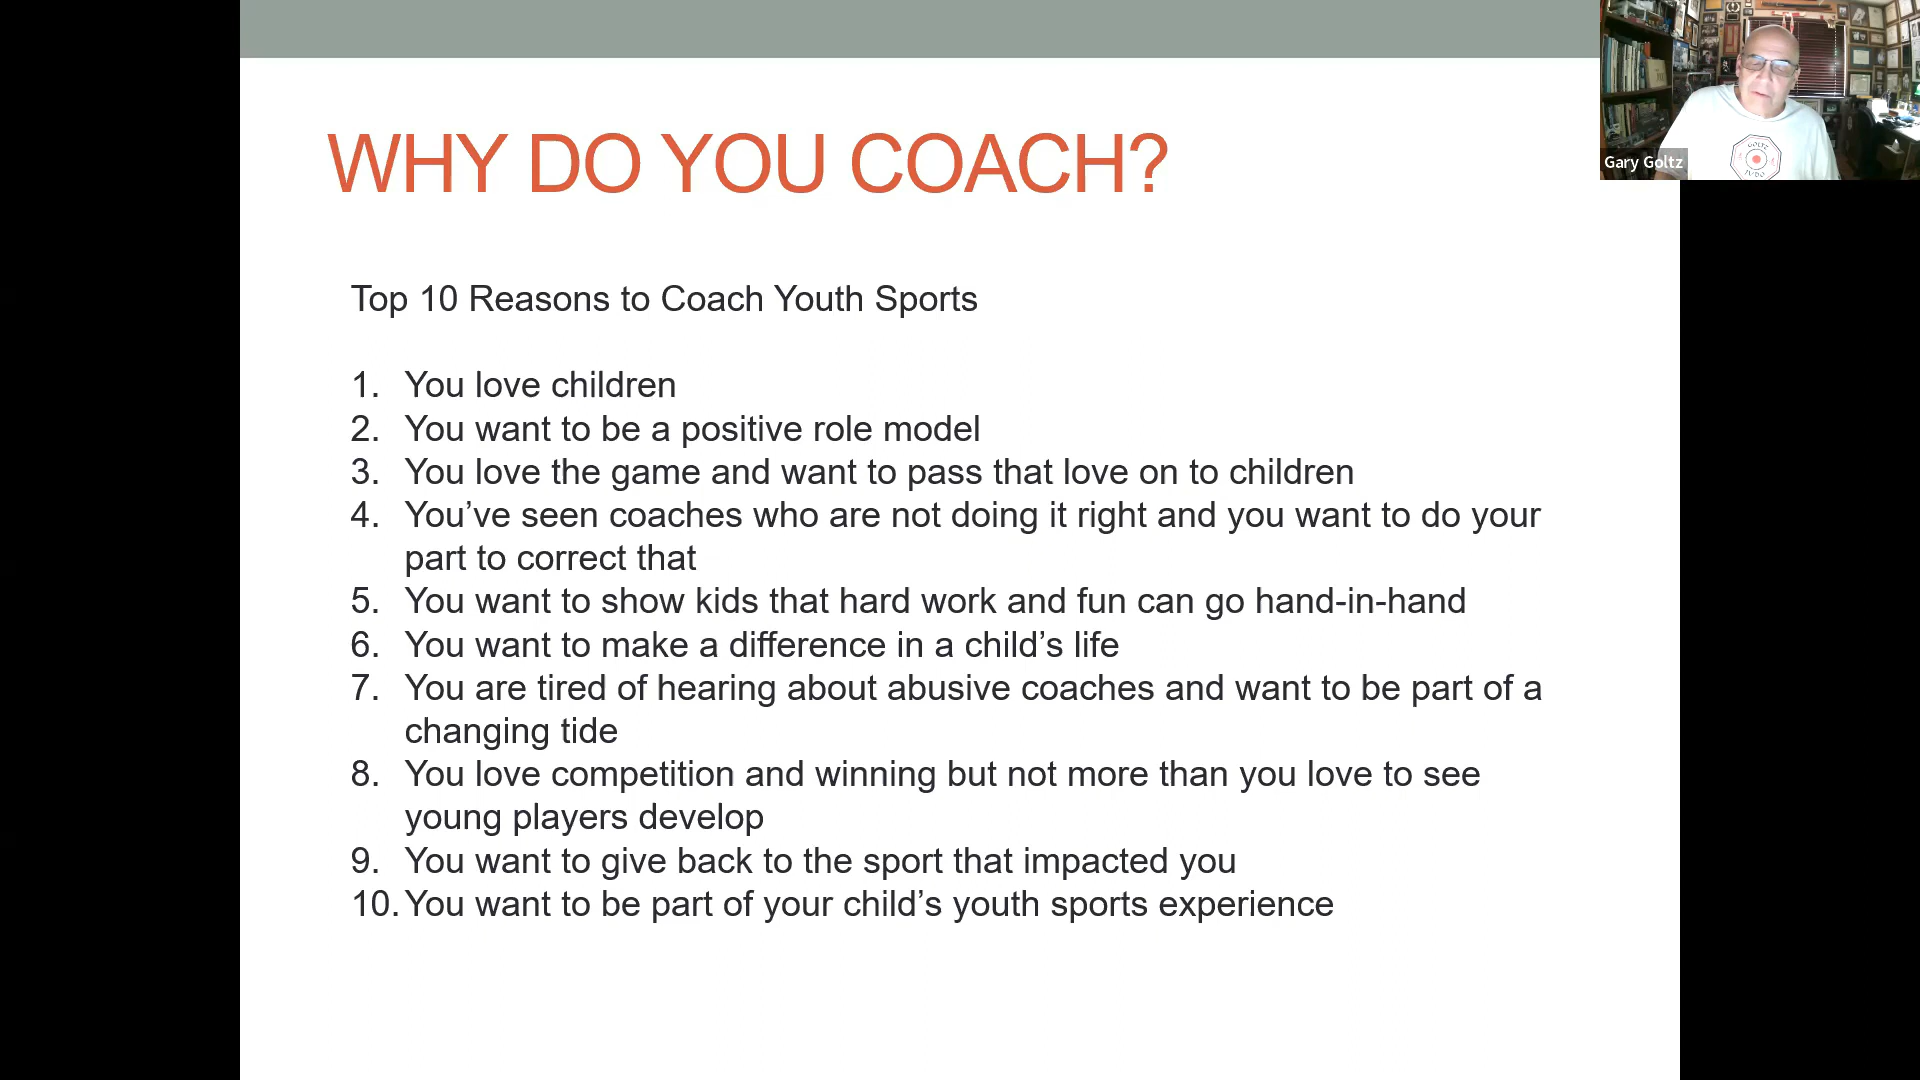 WHY DO YOU COACH?
Gary Goltz
GOLTZ
JUDO
Top 10 Reasons to Coach Youth Sports
1. You love children
2. You want to be a positive role model
3. You love the game and want to pass that love on to children
4. You’ve seen coaches who are not doing it right and you want to do your
part to correct that
5. You want to show kids that hard work and fun can go hand-in-hand
6. You want to make a difference in a child’s life
7. You are tired of hearing about abusive coaches and want to be part of a
changing tide
8. You love competition and winning but not more than you love to see
young players develop
9. You want to give back to the sport that impacted you
10. You want to be part of your child’s youth sports experience